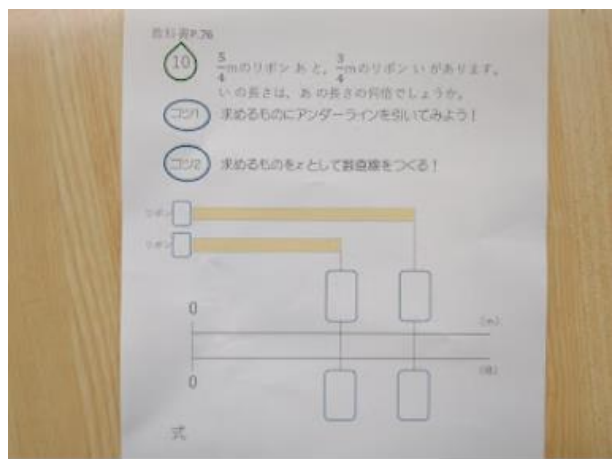 教科書P.76
10
5/4mのリボン あ と、3/4mのリボン い があります。
い の長さは、あ の長さの何倍でしょうか。
コツ1 求めるものにアンダーラインを引いてみよう！
コツ2 求めるものをxとして数直線をつくる！
リボン
リボン
0
(m)
0
(倍)
式